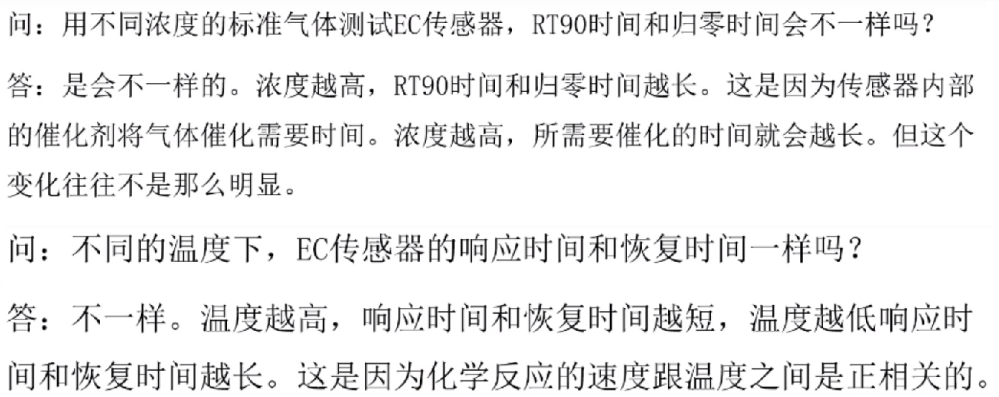 问：用不同浓度的标准气体测试EC传感器，RT90时间和归零时间会不一样吗？
答：是会不一样的。浓度越高，RT90时间和归零时间越长。这是因为传感器内部
的催化剂将气体催化需要时间。浓度越高，所需要催化的时间就会越长。但这个
变化往往不是那么明显。
问：不同的温度下，EC传感器的响应时间和恢复时间一样吗？
答：不一样。温度越高，响应时间和恢复时间越短，温度越低响应时
间和恢复时间越长。这是因为化学反应的速度跟温度之间是正相关的。